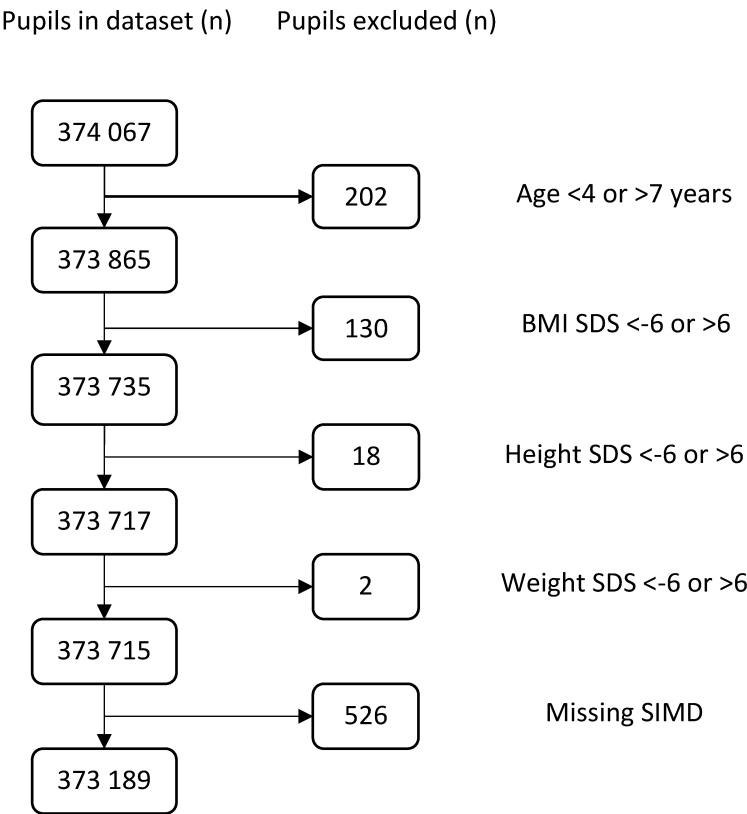 Pupils in dataset (n) Pupils excluded (n)
374 067
202 Age <4 or >7 years
373 865
130 BMI SDS <-6 or >6
373 735
18 Height SDS <-6 or >6
373 717
2 Weight SDS <-6 or >6
373 715
526 Missing SIMD
373 189